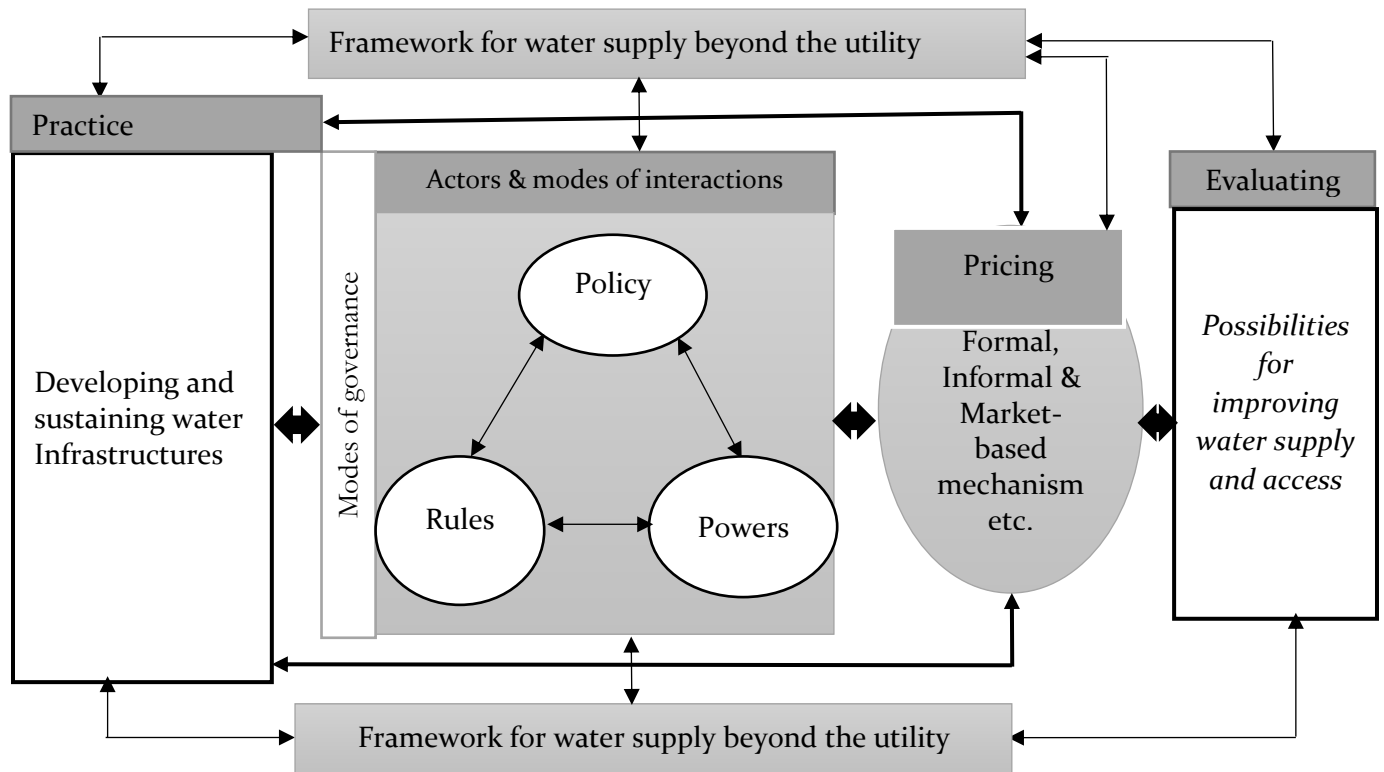 Framework for water supply beyond the utility
Practice
Actors & modes of interactions
Evaluating
Developing and
sustaining water
Infrastructures
Modes of governance
Policy
Rules
Powers
Pricing
Formal,
Informal &
Market-
based
mechanism
etc.
Possibilities
for
improving
water supply
and access
Framework for water supply beyond the utility